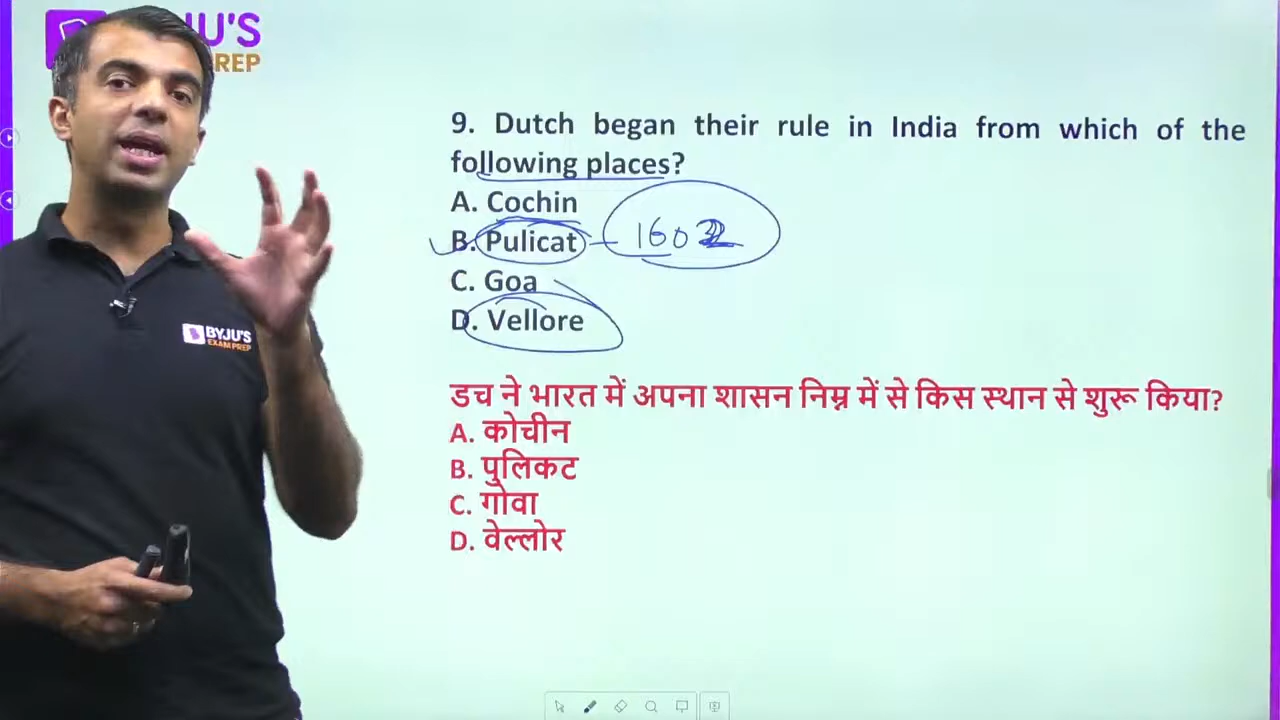 BYJU'S
REP
9. Dutch began their rule in India from which of the
following places?
A. Cochin
B. Pulicat – 1602
C. Goa
D. Vellore
BYJU'S
EXAM PREP
डच ने भारत में अपना शासन निम्न में से किस स्थान से शुरू किया?
A. कोचीन
B. पुलिकट
C. गोवा
D. वेल्लोर